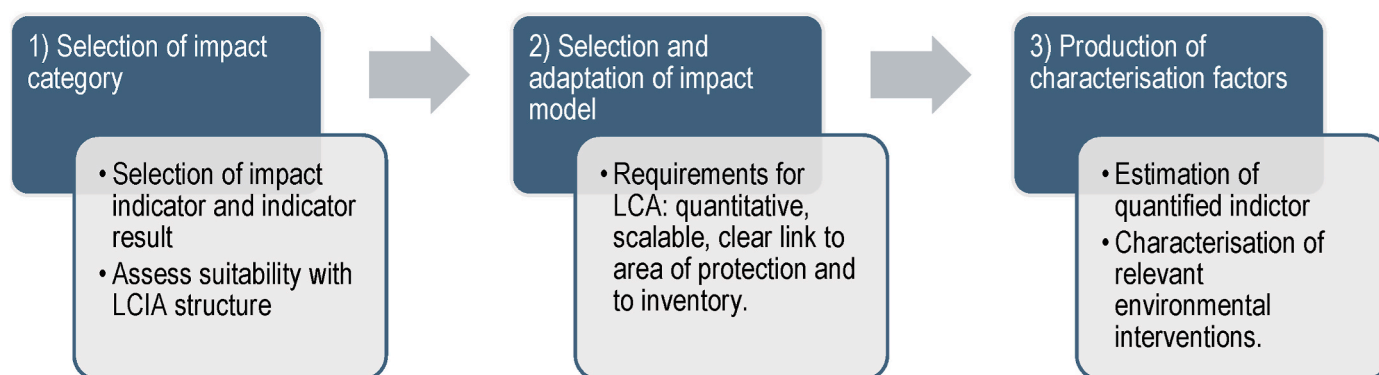 1) Selection of impact
category
• Selection of impact
indicator and indicator
result
• Assess suitability with
LCIA structure
2) Selection and
adaptation of impact
model
• Requirements for
LCA: quantitative,
scalable, clear link to
area of protection and
to inventory.
3) Production of
characterisation factors
• Estimation of
quantified indictor
• Characterisation of
relevant
environmental
interventions.